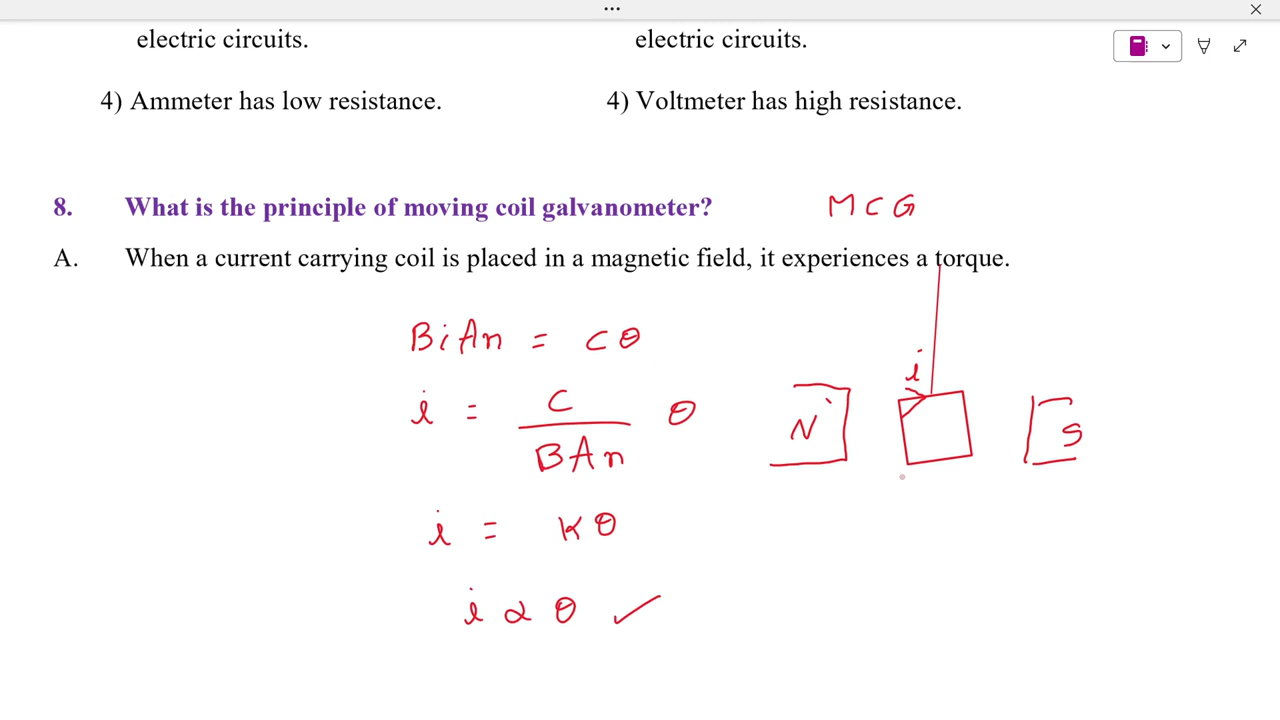 electric circuits. electric circuits.
4) Ammeter has low resistance. 4) Voltmeter has high resistance.
8. What is the principle of moving coil galvanometer? MCG
A. When a current carrying coil is placed in a magnetic field, it experiences a torque.
BiAn = Cθ
i = C / BAn θ
i
N S
i = Kθ
i α θ ✓